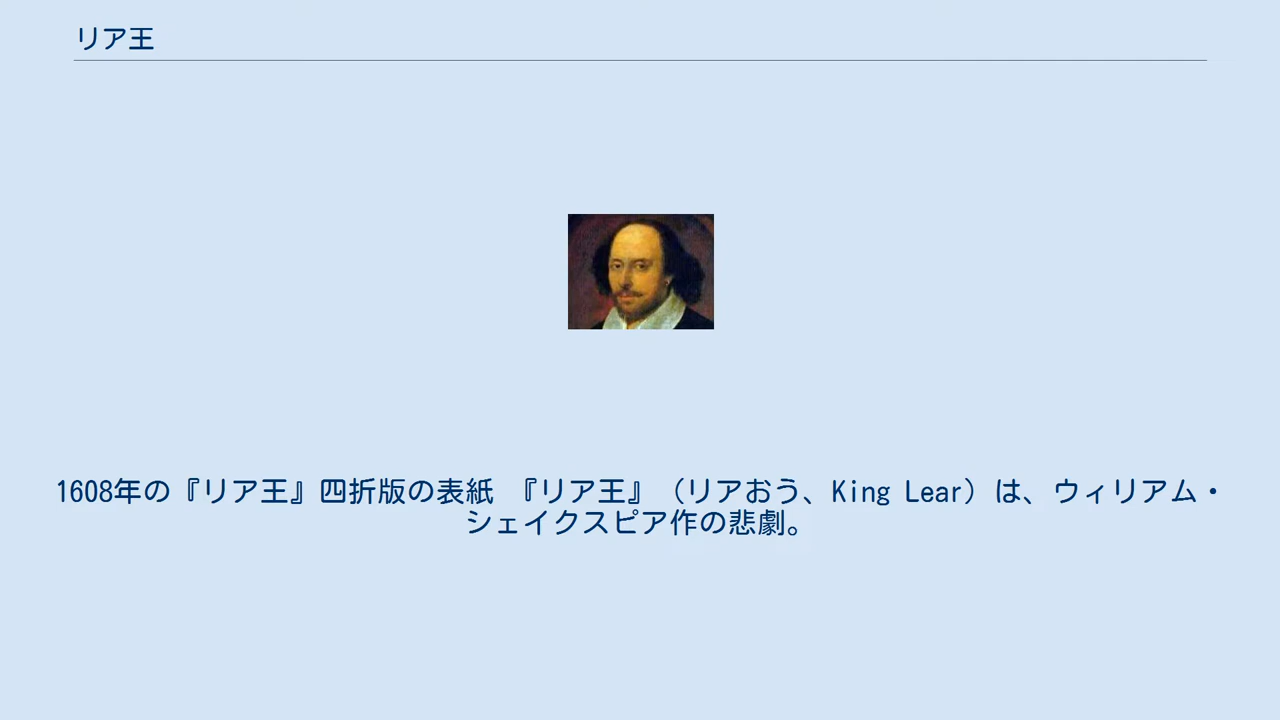 リア王
1608年の『リア王』四折版の表紙 『リア王』（リアおう、King Lear）は、ウィリアム・
シェイクスピア作の悲劇。